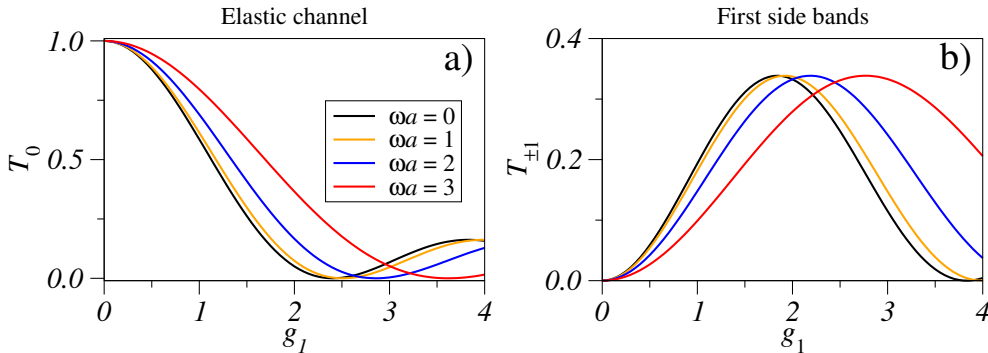 Elastic channel
1.0
0.5
0.0
T0
a)
ωa = 0
ωa = 1
ωa = 2
ωa = 3
0 1 2 3 4
g1
First side bands
0.4
0.2
0.0
T±1
b)
0 1 2 3 4
g1